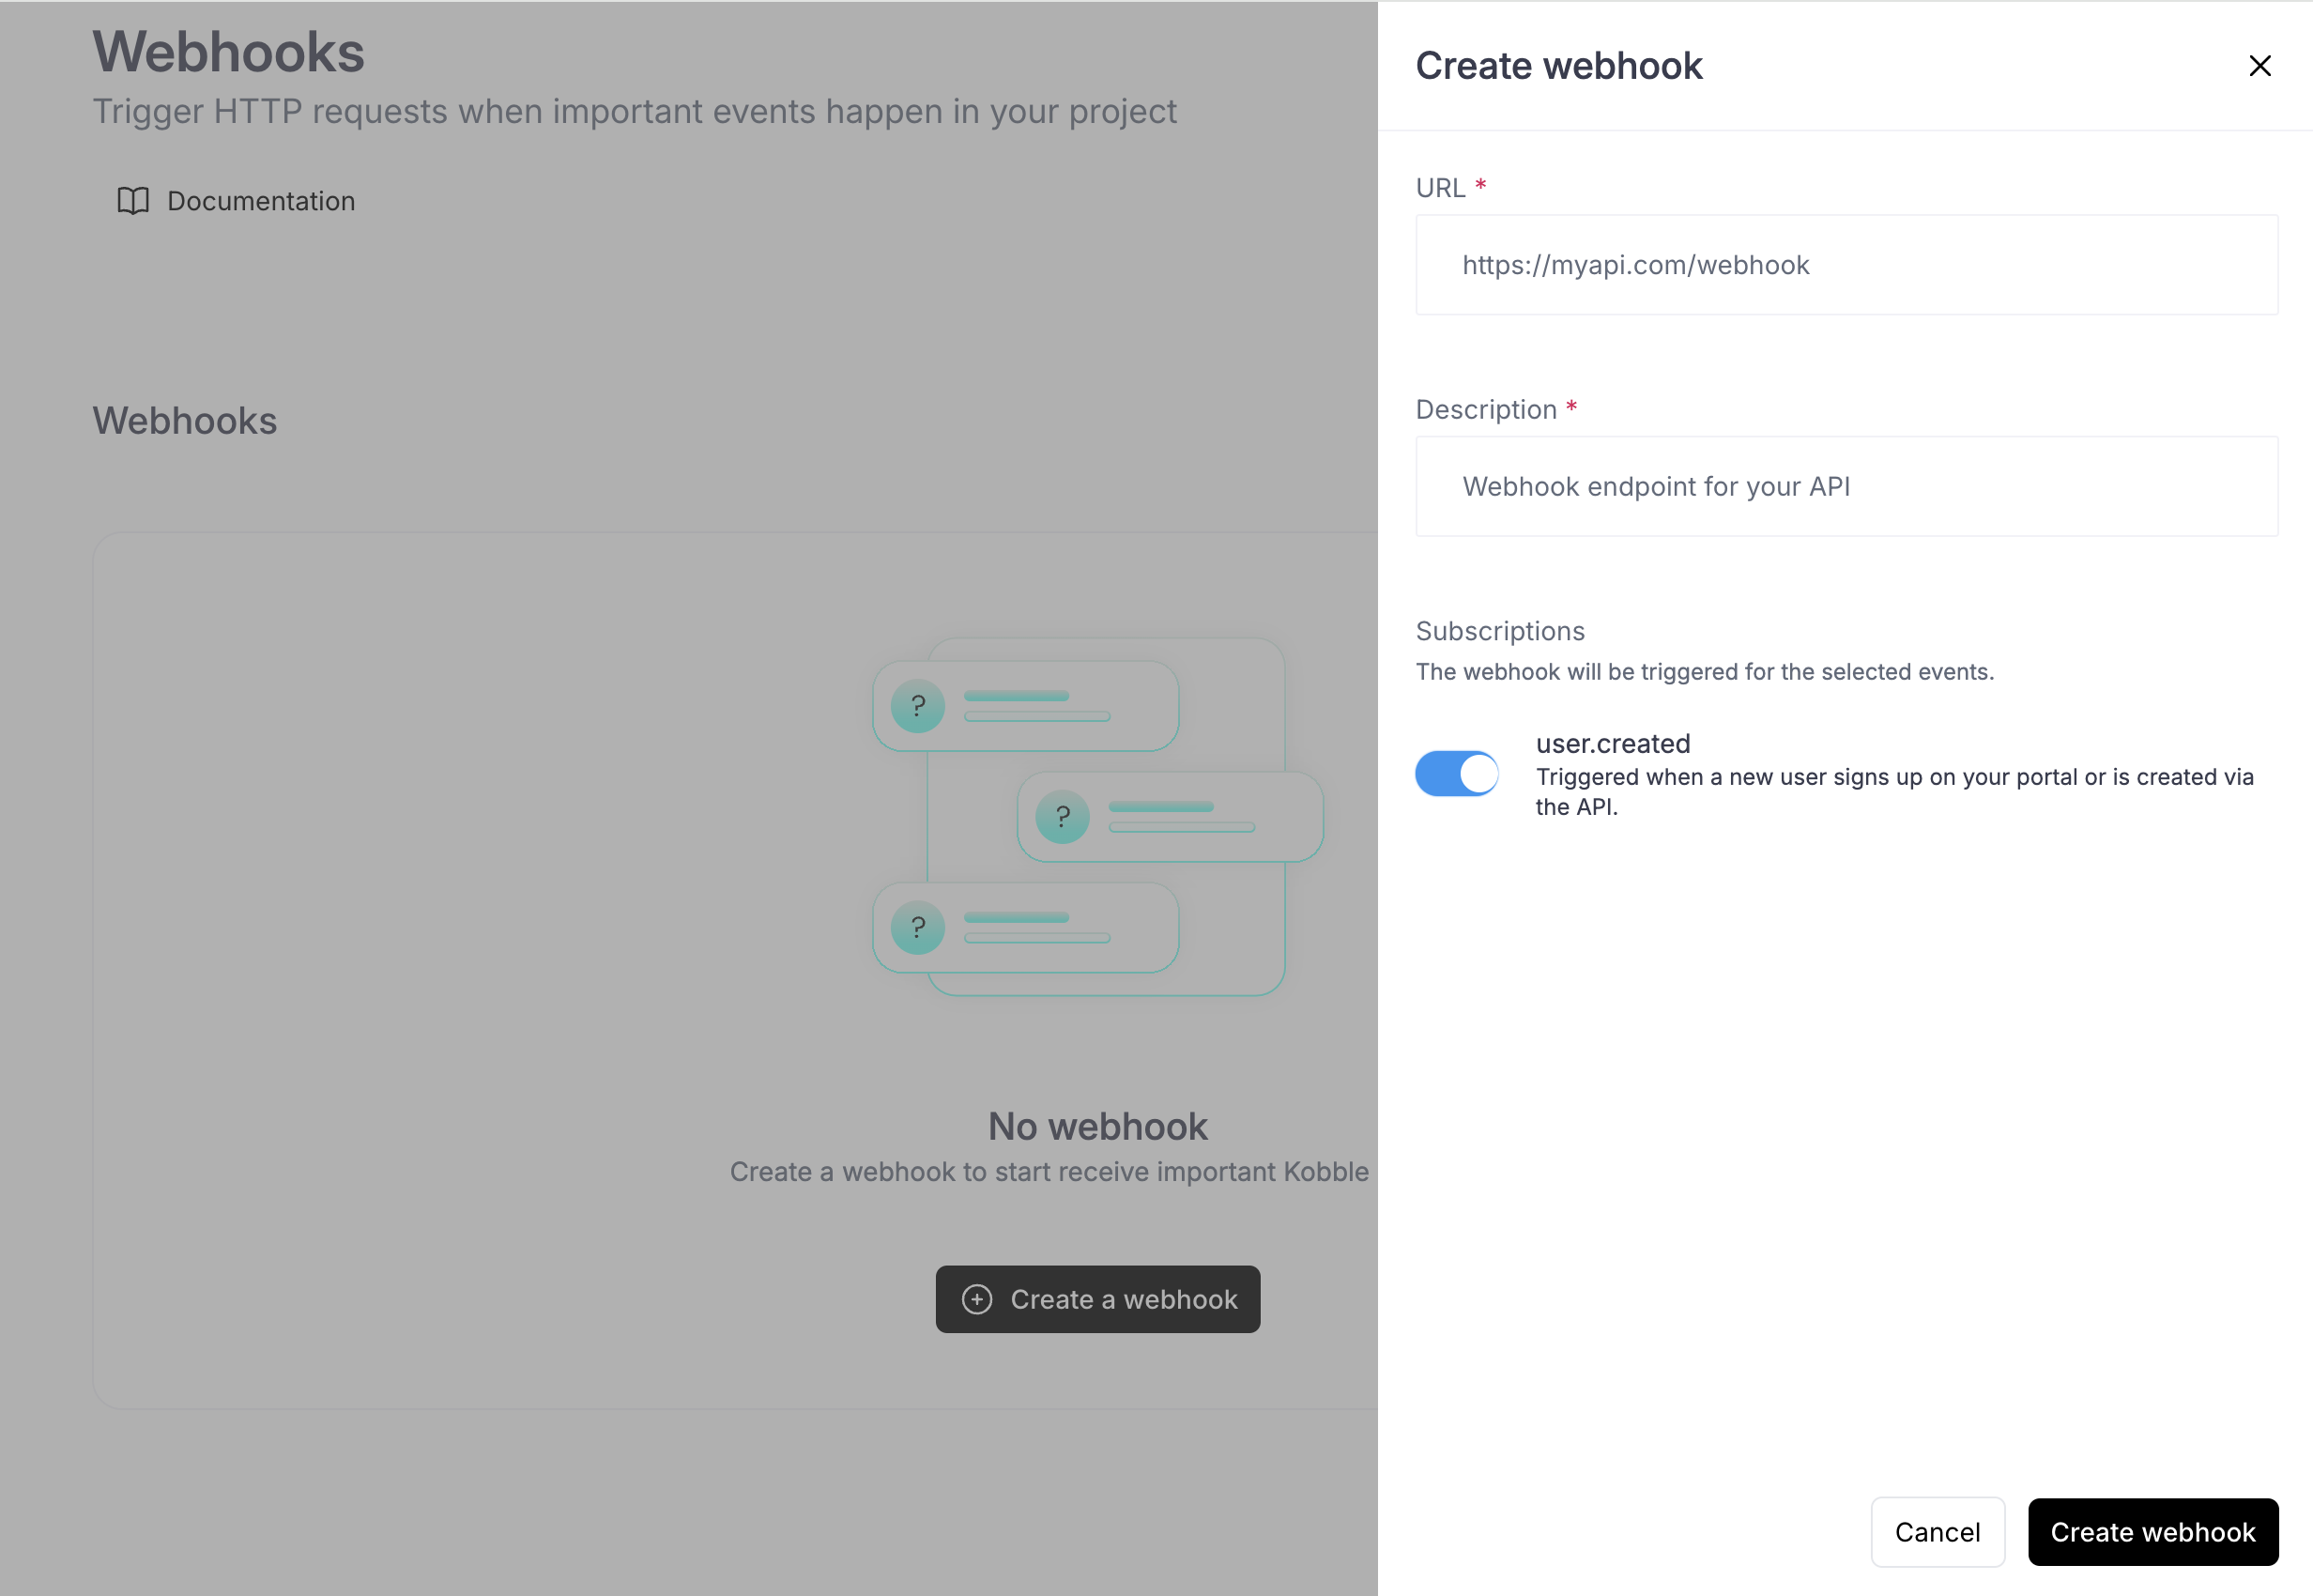 Webhooks
Trigger HTTP requests when important events happen in your project
Documentation
Webhooks
?
?
?
No webhook
Create a webhook to start receive important Kobble
Create a webhook
Create webhook
URL *
https://myapi.com/webhook
Description *
Webhook endpoint for your API
Subscriptions
The webhook will be triggered for the selected events.
user.created
Triggered when a new user signs up on your portal or is created via
the API.
Cancel
Create webhook